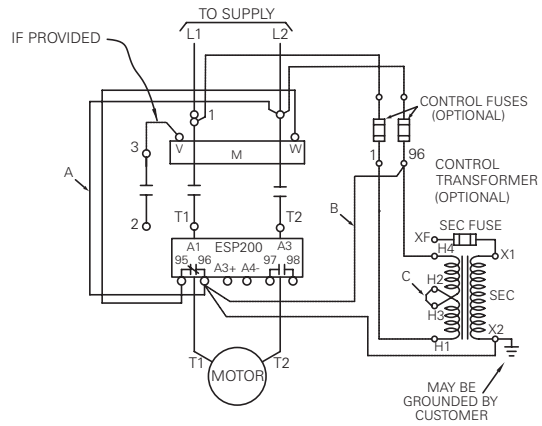 TO SUPPLY
L1
L2
IF PROVIDED
1
CONTROL FUSES
(OPTIONAL)
3
V
M
W
1
96
CONTROL
TRANSFORMER
(OPTIONAL)
A
2
T1
T2
B
XF
SEC FUSE
A1
ESP200
A3
H4
X1
95
96
A3+
A4-
97
98
C
H2
H3
SEC
X2
H1
T1
T2
MOTOR
MAY BE
GROUNDED BY
CUSTOMER